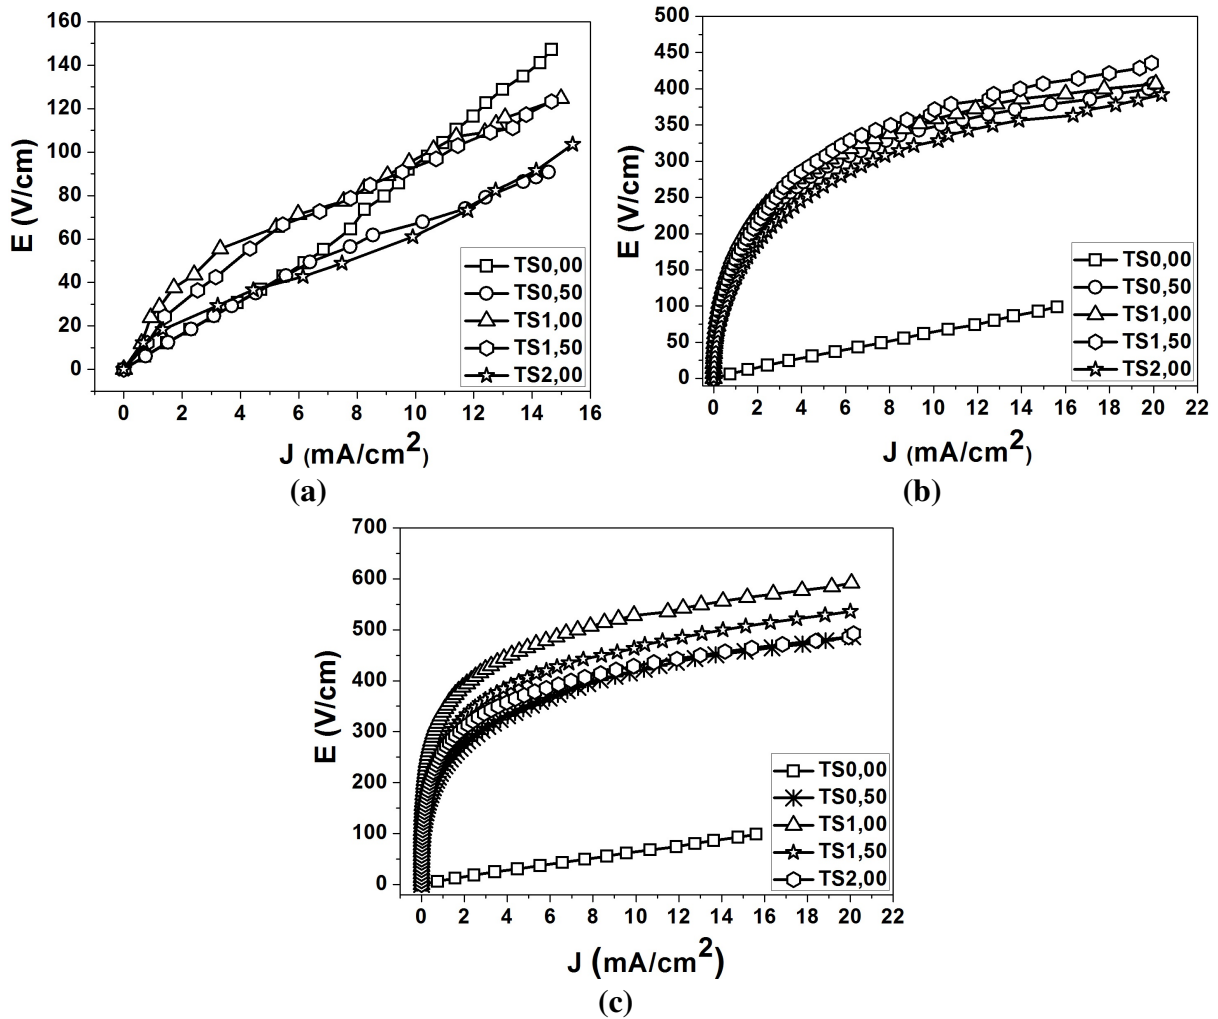 160
140
120
100
80
60
40
20
0
E (V/cm)
0 2 4 6 8 10 12 14 16
J (mA/cm²)
TS0,00
TS0,50
TS1,00
TS1,50
TS2,00
(a)
500
450
400
350
300
250
200
150
100
50
0
E (V/cm)
0 2 4 6 8 10 12 14 16 18 20 22
J (mA/cm²)
TS0,00
TS0,50
TS1,00
TS1,50
TS2,00
(b)
700
600
500
400
300
200
100
0
E (V/cm)
0 2 4 6 8 10 12 14 16 18 20 22
J (mA/cm²)
TS0,00
TS0,50
TS1,00
TS1,50
TS2,00
(c)